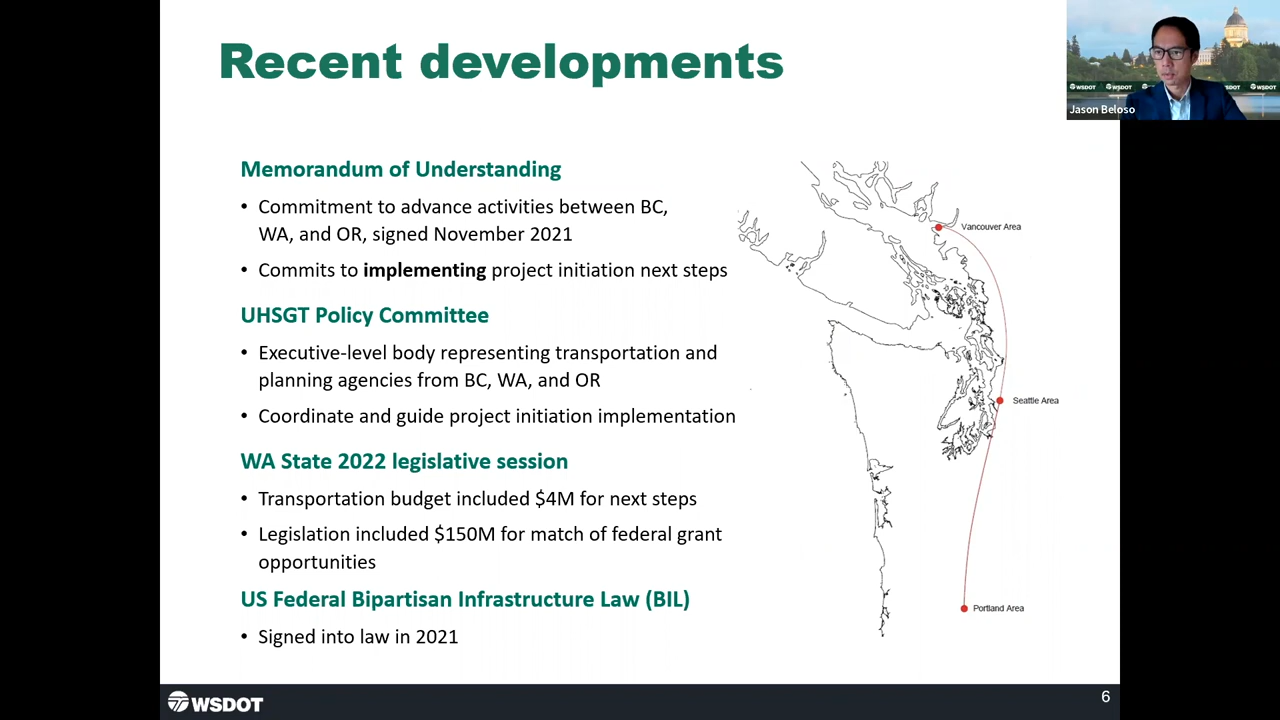 Recent developments
Jason Beloso
WSDOT
Memorandum of Understanding
• Commitment to advance activities between BC,
WA, and OR, signed November 2021
• Commits to implementing project initiation next steps
UHSGT Policy Committee
• Executive-level body representing transportation and
planning agencies from BC, WA, and OR
• Coordinate and guide project initiation implementation
WA State 2022 legislative session
• Transportation budget included $4M for next steps
• Legislation included $150M for match of federal grant
opportunities
US Federal Bipartisan Infrastructure Law (BIL)
• Signed into law in 2021
Vancouver Area
Seattle Area
Portland Area
WSDOT
6